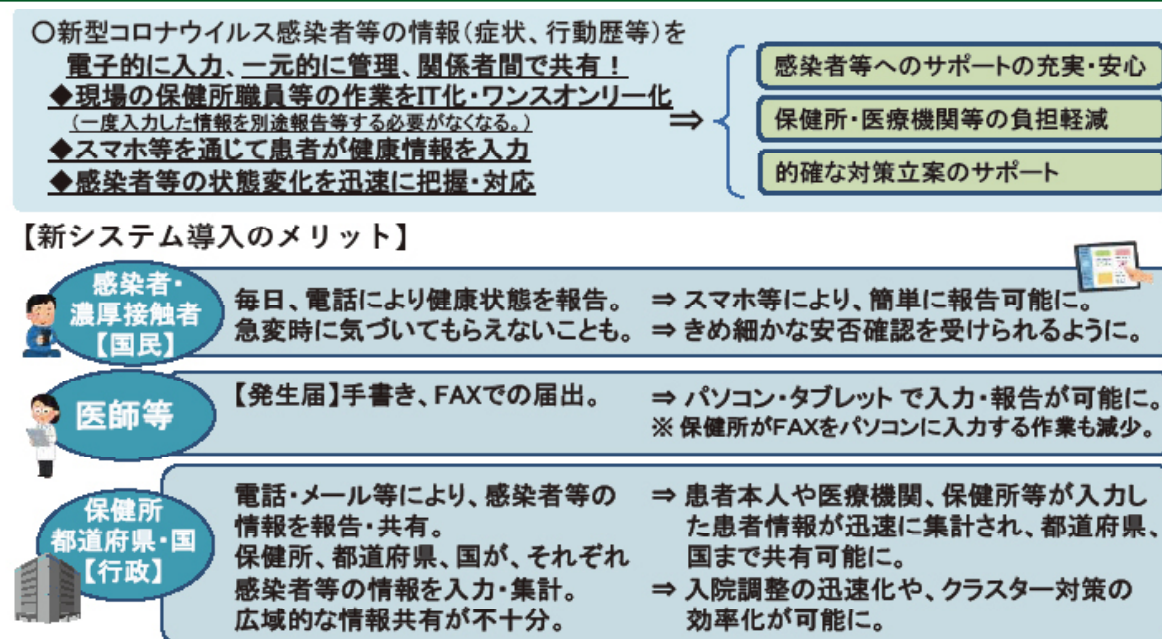 〇新型コロナウイルス感染者等の情報(症状、行動歴等)を
電子的に入力、一元的に管理、関係者間で共有！
◆現場の保健所職員等の作業をIT化・ワンスオンリー化
(一度入力した情報を別途報告等する必要がなくなる。)
◆スマホ等を通じて患者が健康情報を入力
◆感染者等の状態変化を迅速に把握・対応
⇒
感染者等へのサポートの充実・安心
保健所・医療機関等の負担軽減
的確な対策立案のサポート
【新システム導入のメリット】
感染者・
濃厚接触者
【国民】
毎日、電話により健康状態を報告。
急変時に気づいてもらえないことも。
⇒ スマホ等により、簡単に報告可能に。
⇒ きめ細かな安否確認を受けられるように。
医師等
【発生届】手書き、FAXでの届出。
⇒ パソコン・タブレット で入力・報告が可能に。
※ 保健所がFAXをパソコンに入力する作業も減少。
保健所
都道府県・国
【行政】
電話・メール等により、感染者等の
情報を報告・共有。
保健所、都道府県、国が、それぞれ
感染者等の情報を入力・集計。
広域的な情報共有が不十分。
⇒ 患者本人や医療機関、保健所等が入力し
た患者情報が迅速に集計され、都道府県、
国まで共有可能に。
⇒ 入院調整の迅速化や、クラスター対策の
効率化が可能に。